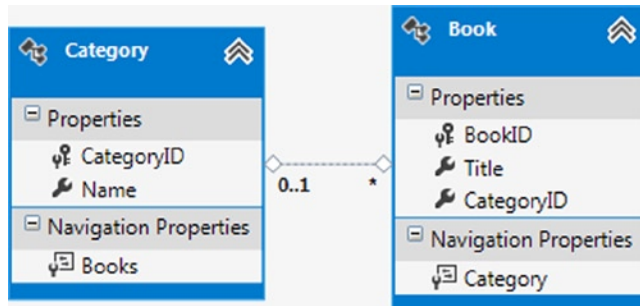 Category
Properties
CategoryID
Name
Navigation Properties
Books
0..1
*
Book
Properties
BookID
Title
CategoryID
Navigation Properties
Category